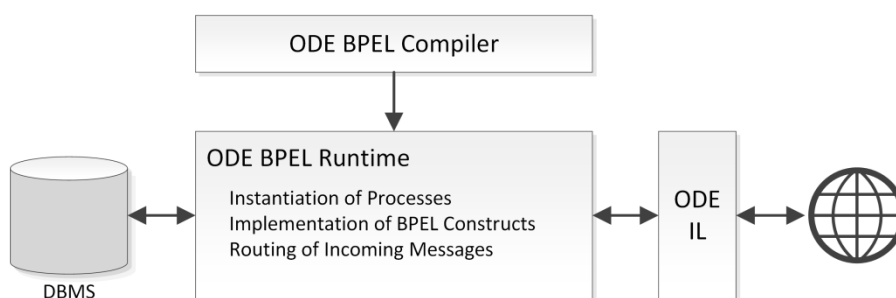 ODE BPEL Compiler
ODE BPEL Runtime
Instantiation of Processes
Implementation of BPEL Constructs
Routing of Incoming Messages
ODE
IL
DBMS